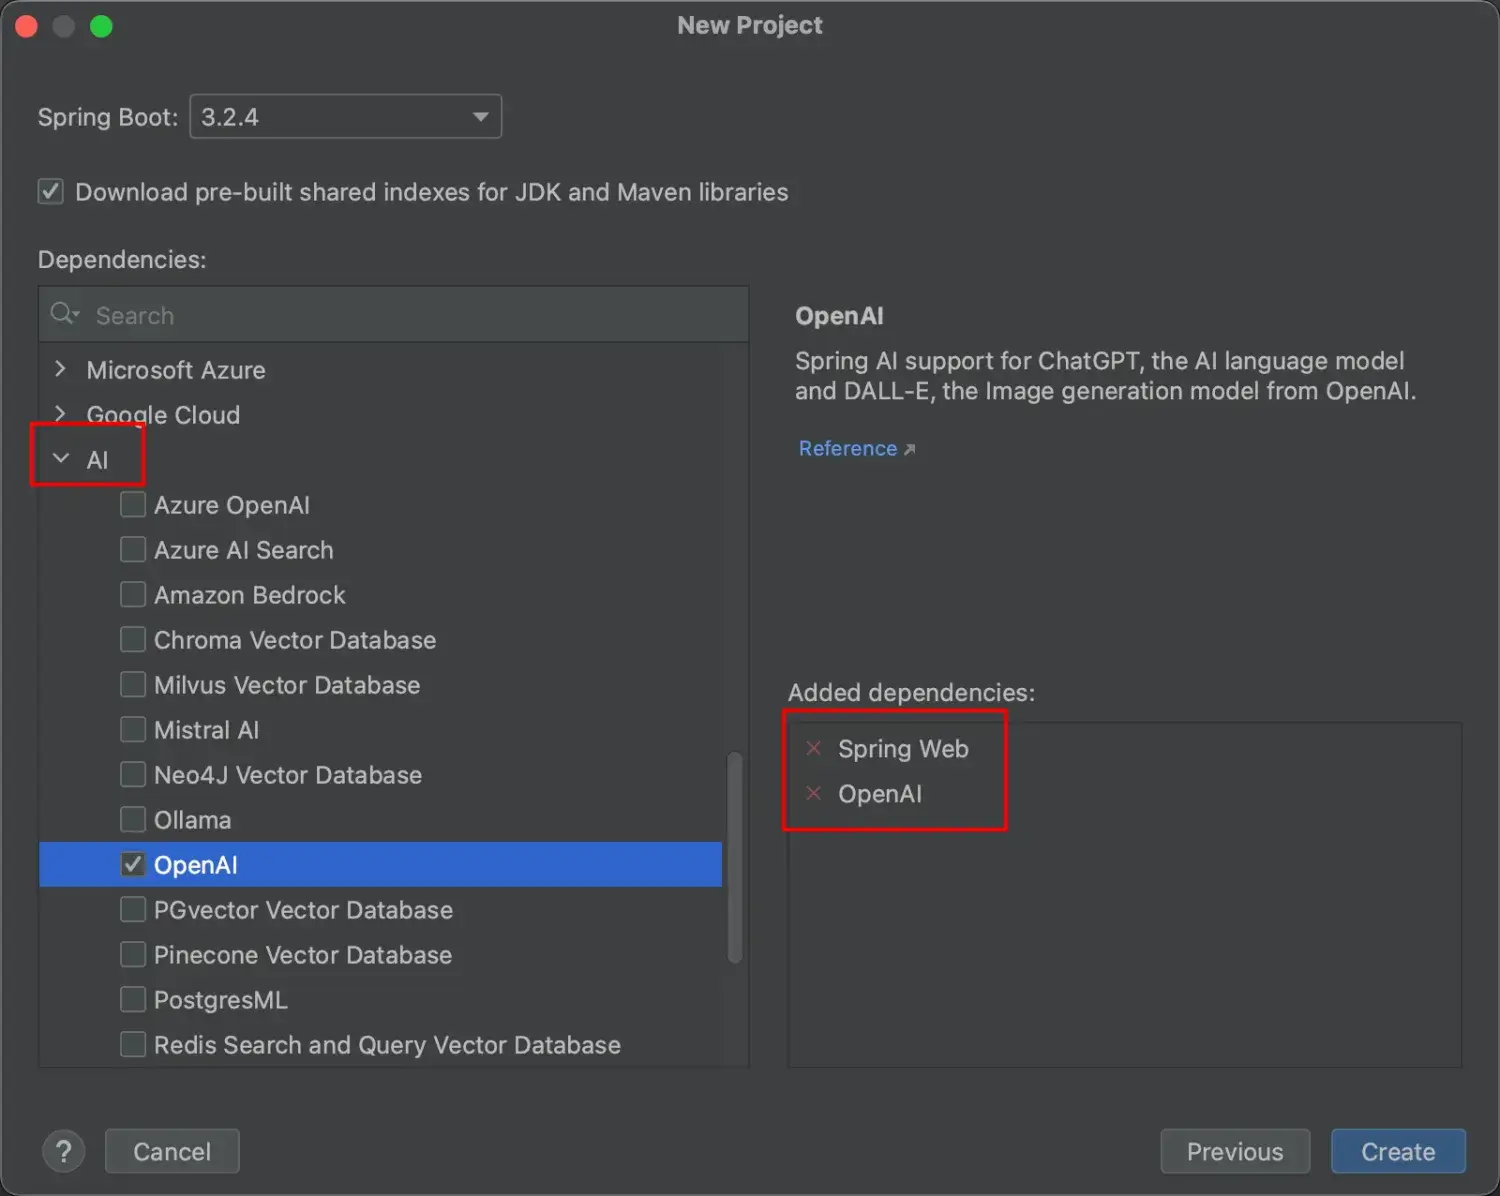 New Project
Spring Boot: 3.2.4
Download pre-built shared indexes for JDK and Maven libraries
Dependencies:
Search
Microsoft Azure
Google Cloud
AI
Azure OpenAI
Azure AI Search
Amazon Bedrock
Chroma Vector Database
Milvus Vector Database
Mistral AI
Neo4J Vector Database
Ollama
OpenAI
PGvector Vector Database
Pinecone Vector Database
PostgresML
Redis Search and Query Vector Database
OpenAI
Spring AI support for ChatGPT, the AI language model
and DALL-E, the Image generation model from OpenAI.
Reference
Added dependencies:
Spring Web
OpenAI
?
Cancel
Previous
Create